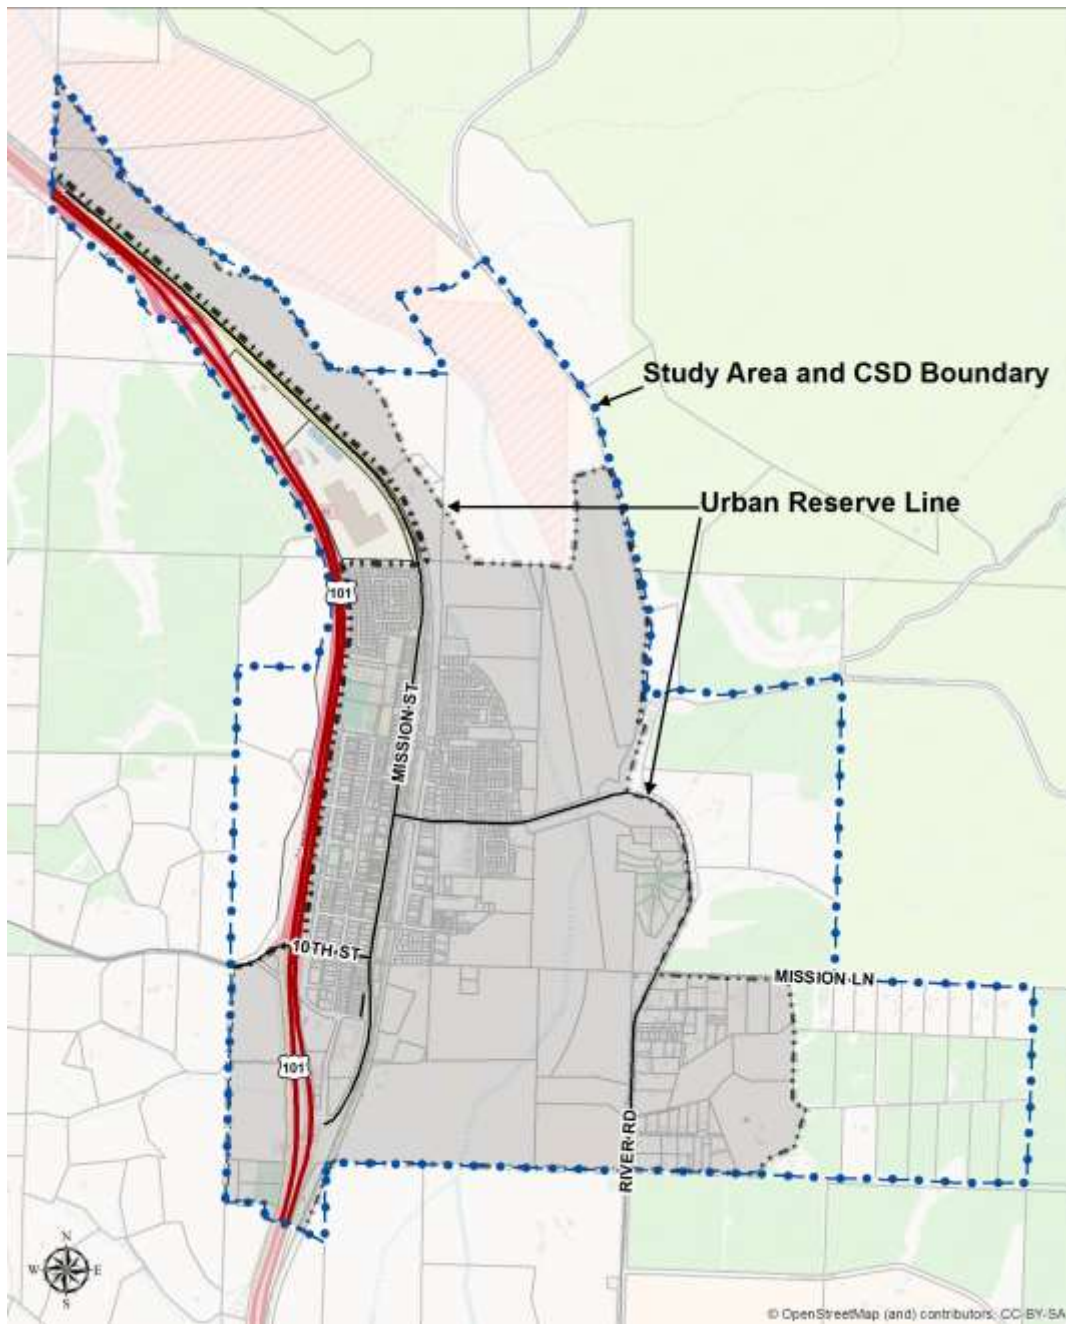 Study Area and CSD Boundary
Urban Reserve Line
101
MISSION ST
10TH ST
MISSION LN
101
RIVER RD
N
W E
S
© OpenStreetMap (and) contributors, CC-BY-SA